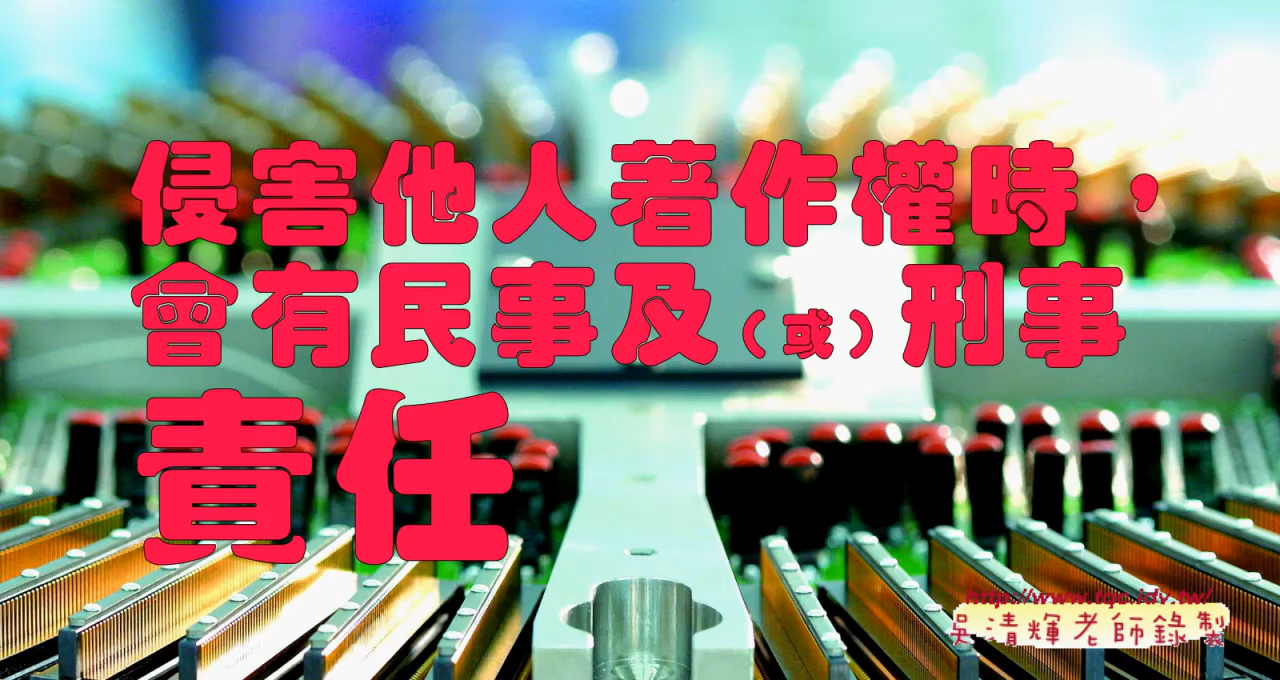 侵害他人著作權時，
會有民事及（或）刑事
責任
http://www.tqc.idv.tw/
吳清輝老師錄製